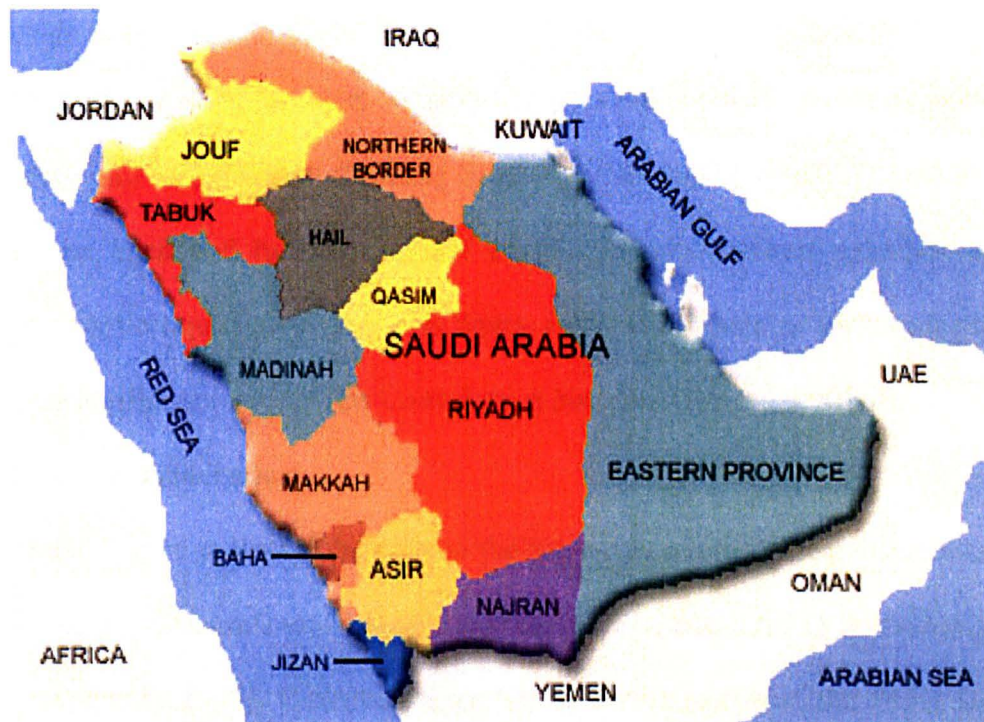 IRAQ
JORDAN
KUWAIT
JOUF
NORTHERN
BORDER
ARABIAN GULF
TABUK
HAIL
QASIM
SAUDI ARABIA
MADINAH
RED SEA
UAE
RIYADH
EASTERN PROVINCE
MAKKAH
BAHA
ASIR
OMAN
NAJRAN
AFRICA
JIZAN
YEMEN
ARABIAN SEA